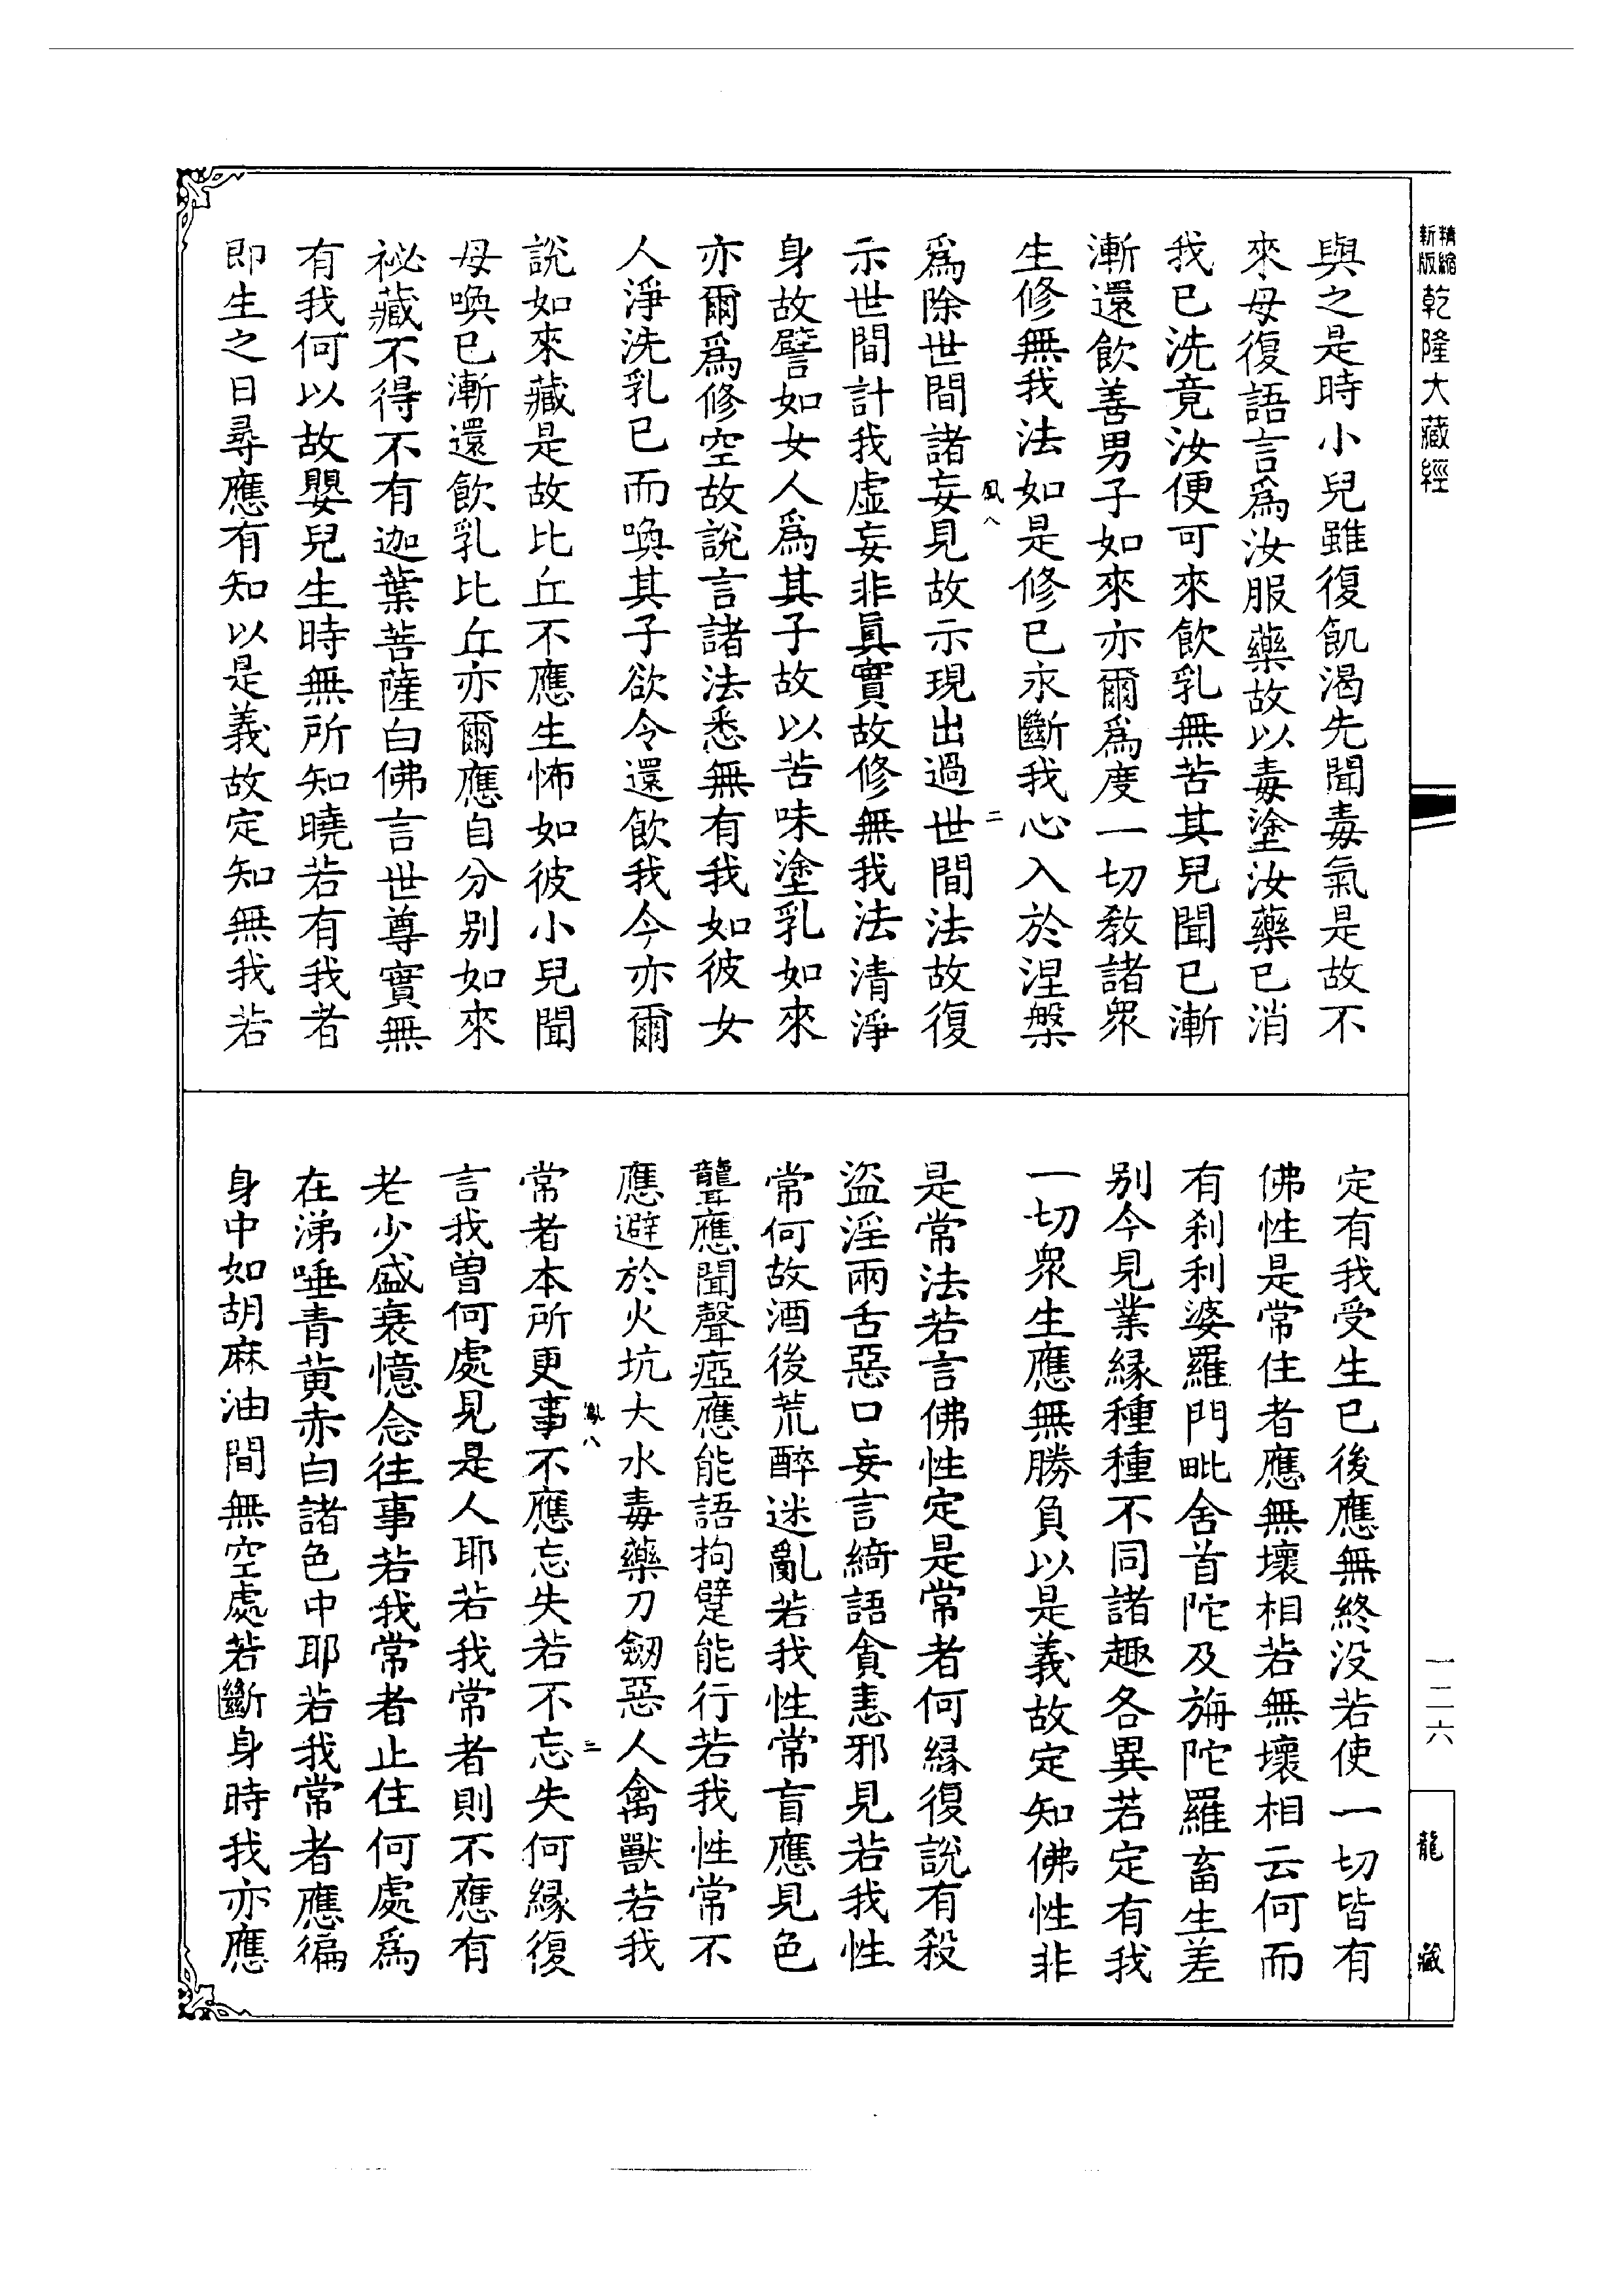 精縮新版乾隆大藏經
與之是時小兒雖復飢渴先聞毒氣是故不
來母復語言爲汝服藥故以毒塗汝藥已消
我已洗竟汝便可來飲乳無苦其兒聞已漸
漸還飲善男子如來亦爾爲度一切教諸衆
生修無我法如是修已永斷我心入於涅槃
鳳八
二
爲除世間諸妄見故示現出過世間法故復
示世間計我虛妄非眞實故修無我法清淨
身故譬如女人爲其子故以苦味塗乳如來
亦爾爲修空故說言諸法悉無有我如彼女
人淨洗乳已而喚其子欲令還飲我今亦爾
說如來藏是故比丘不應生怖如彼小兒聞
母喚已漸還飲乳比丘亦爾應自分別如來
祕藏不得不有迦葉菩薩白佛言世尊實無
有我何以故嬰兒生時無所知曉若有我者
即生之日尋應有知以是義故定知無我若
定有我受生已後應無終没若使一切皆有
佛性是常住者應無壞相若無壞相云何而
有刹利婆羅門毗舍首陀及旃陀羅畜生差
别今見業緣種種不同諸趣各異若定有我
一切衆生應無勝負以是義故定知佛性非
是常法若言佛性定是常者何緣復說有殺
盜淫兩舌惡口妄言綺語貪恚邪見若我性
常何故酒後荒醉迷亂若我性常盲應見色
聾應聞聲瘂應能語拘躄能行若我性常不
應避於火坑大水毒藥刀劒惡人禽獸若我
鳳八
三
常者本所更事不應忘失若不忘失何緣復
言我曽何處見是人耶若我常者則不應有
老少盛衰憶念往事若我常者止住何處爲
在涕唾青黄赤白諸色中耶若我常者應徧
身中如胡麻油間無空處若斷身時我亦應
一二六
龍藏